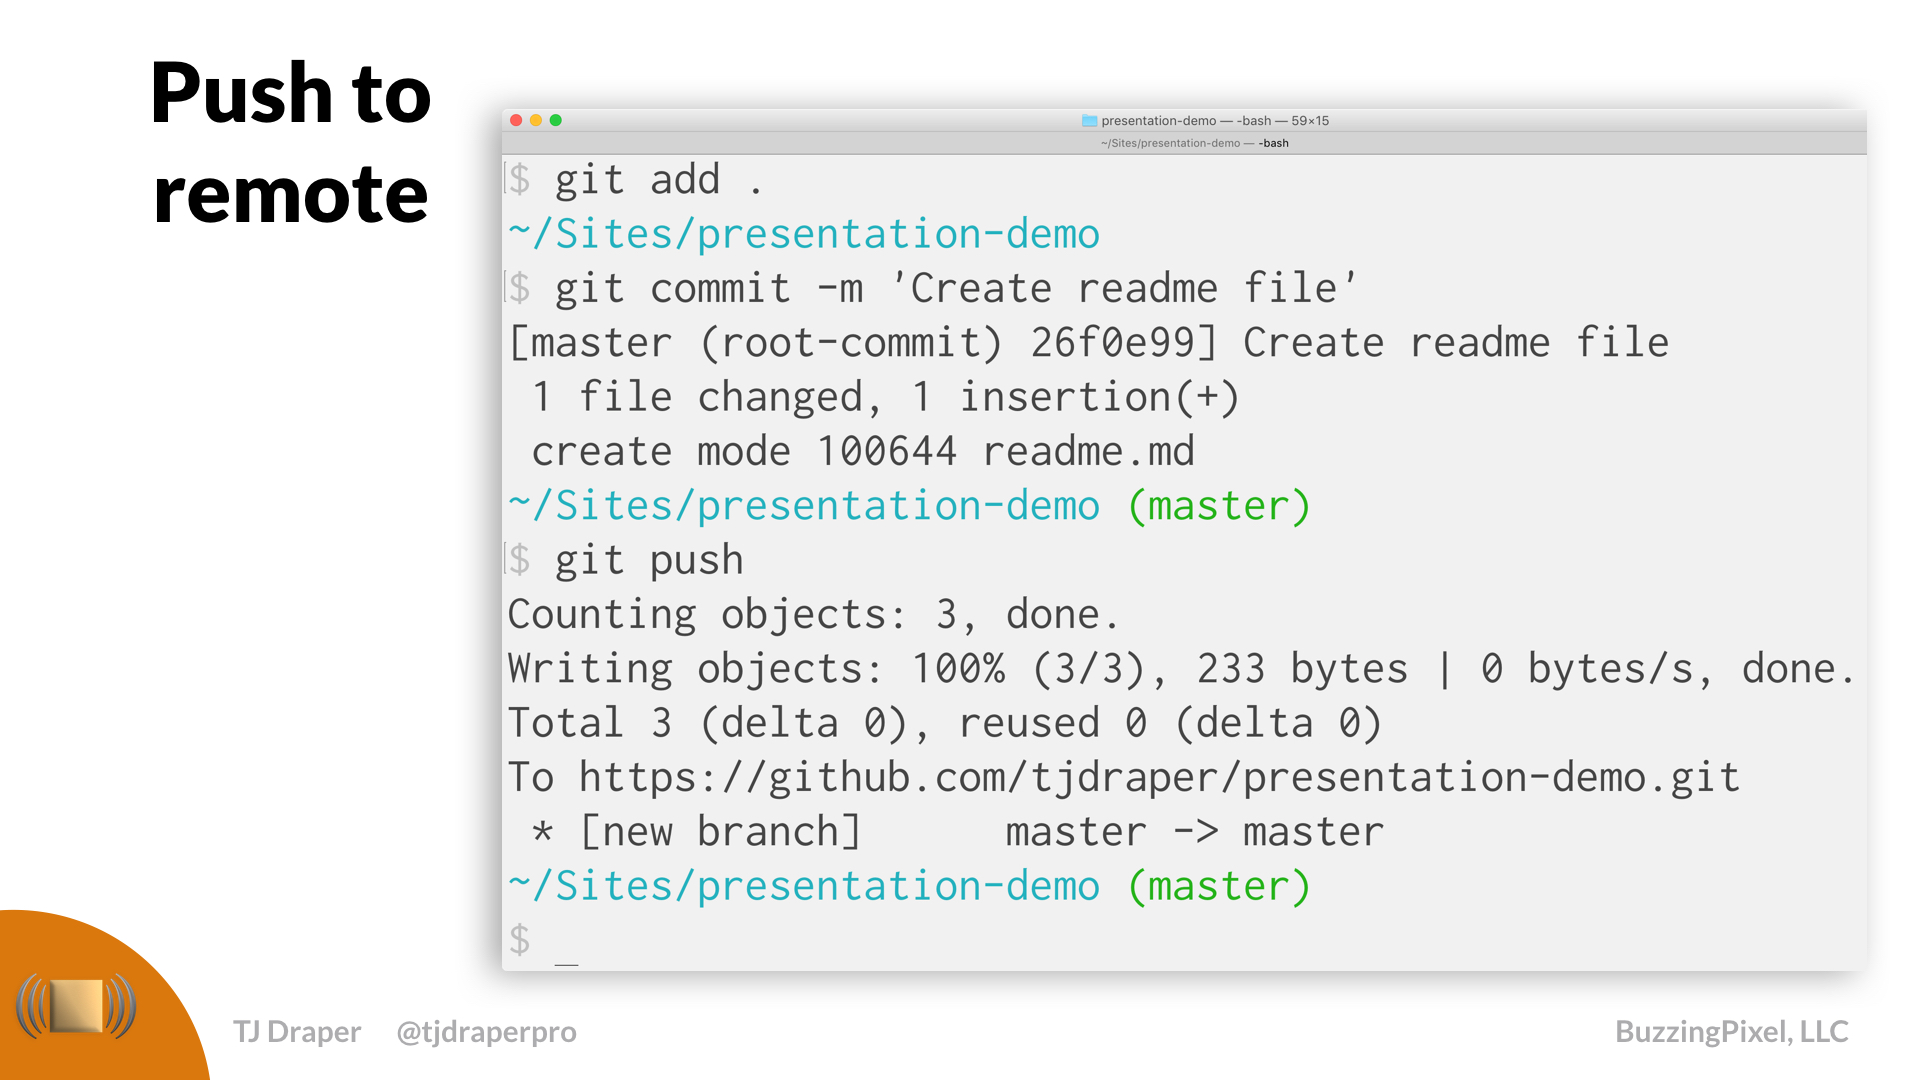 Push to
remote
presentation-demo — -bash — 59×15
~/Sites/presentation-demo — -bash
$ git add .
~/Sites/presentation-demo
$ git commit -m 'Create readme file'
[master (root-commit) 26f0e99] Create readme file
 1 file changed, 1 insertion(+)
 create mode 100644 readme.md
~/Sites/presentation-demo (master)
$ git push
Counting objects: 3, done.
Writing objects: 100% (3/3), 233 bytes | 0 bytes/s, done.
Total 3 (delta 0), reused 0 (delta 0)
To https://github.com/tjdraper/presentation-demo.git
 * [new branch]      master -> master
~/Sites/presentation-demo (master)
$ _
TJ Draper @tjdraperpro
BuzzingPixel, LLC